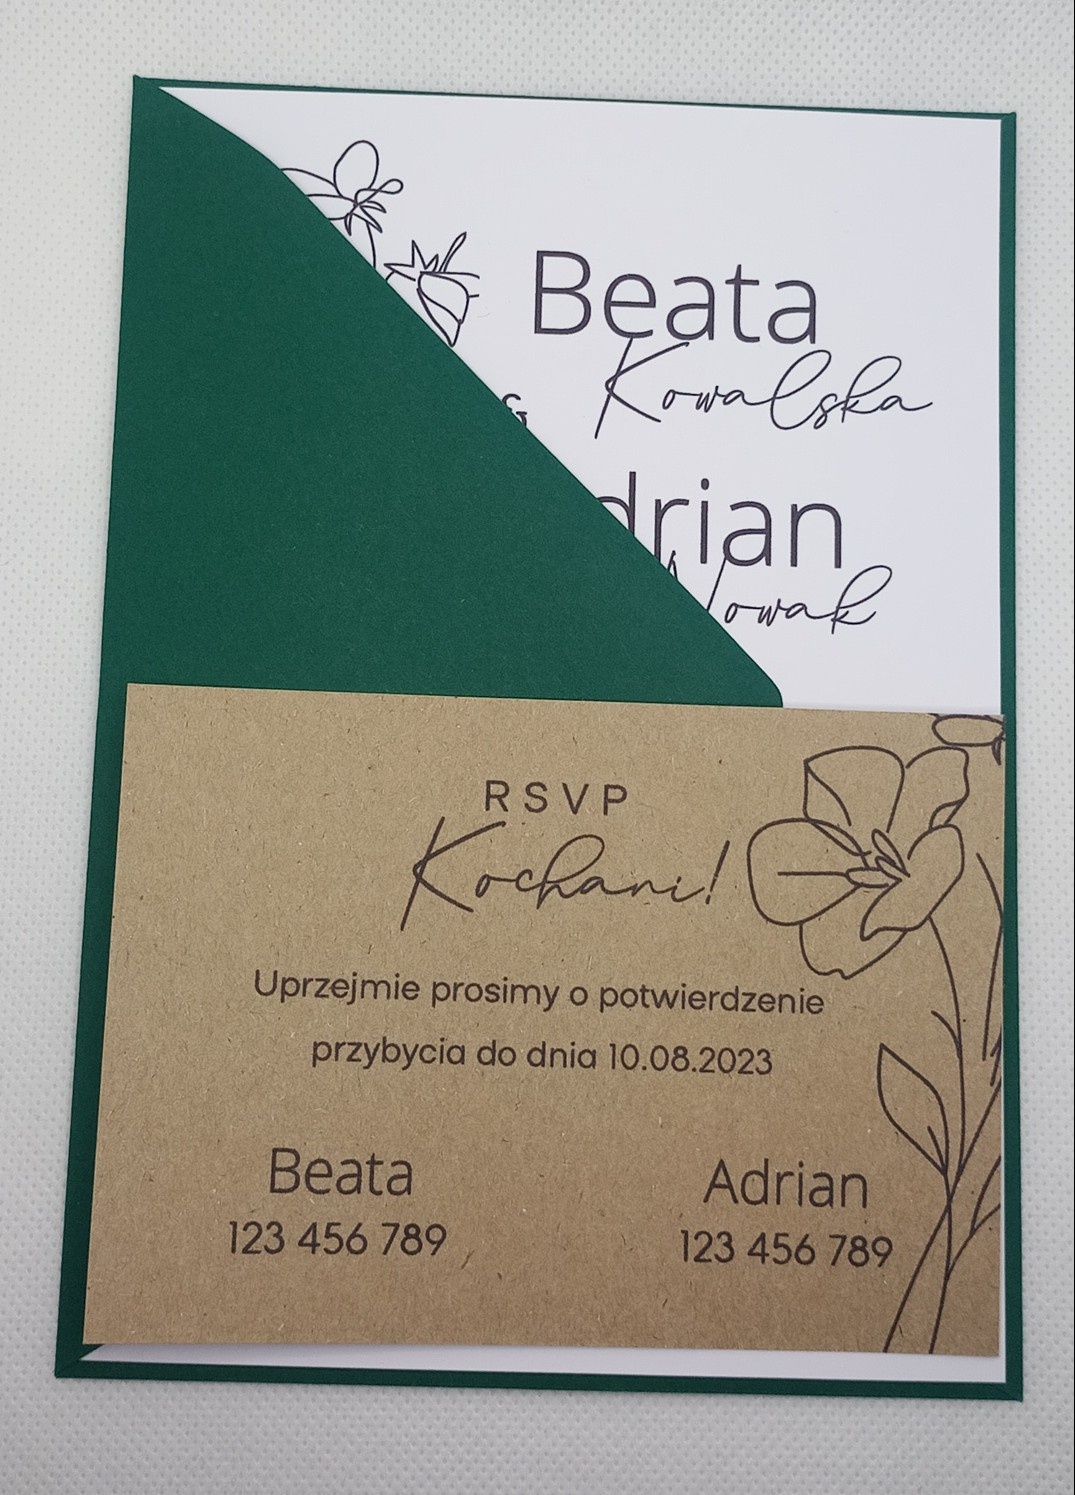 Beata
Kowalska
&
drian
Nowak
RSVP
Kochani!
Uprzejmie prosimy o potwierdzenie
przybycia do dnia 10.08.2023
Beata
123 456 789
Adrian
123 456 789